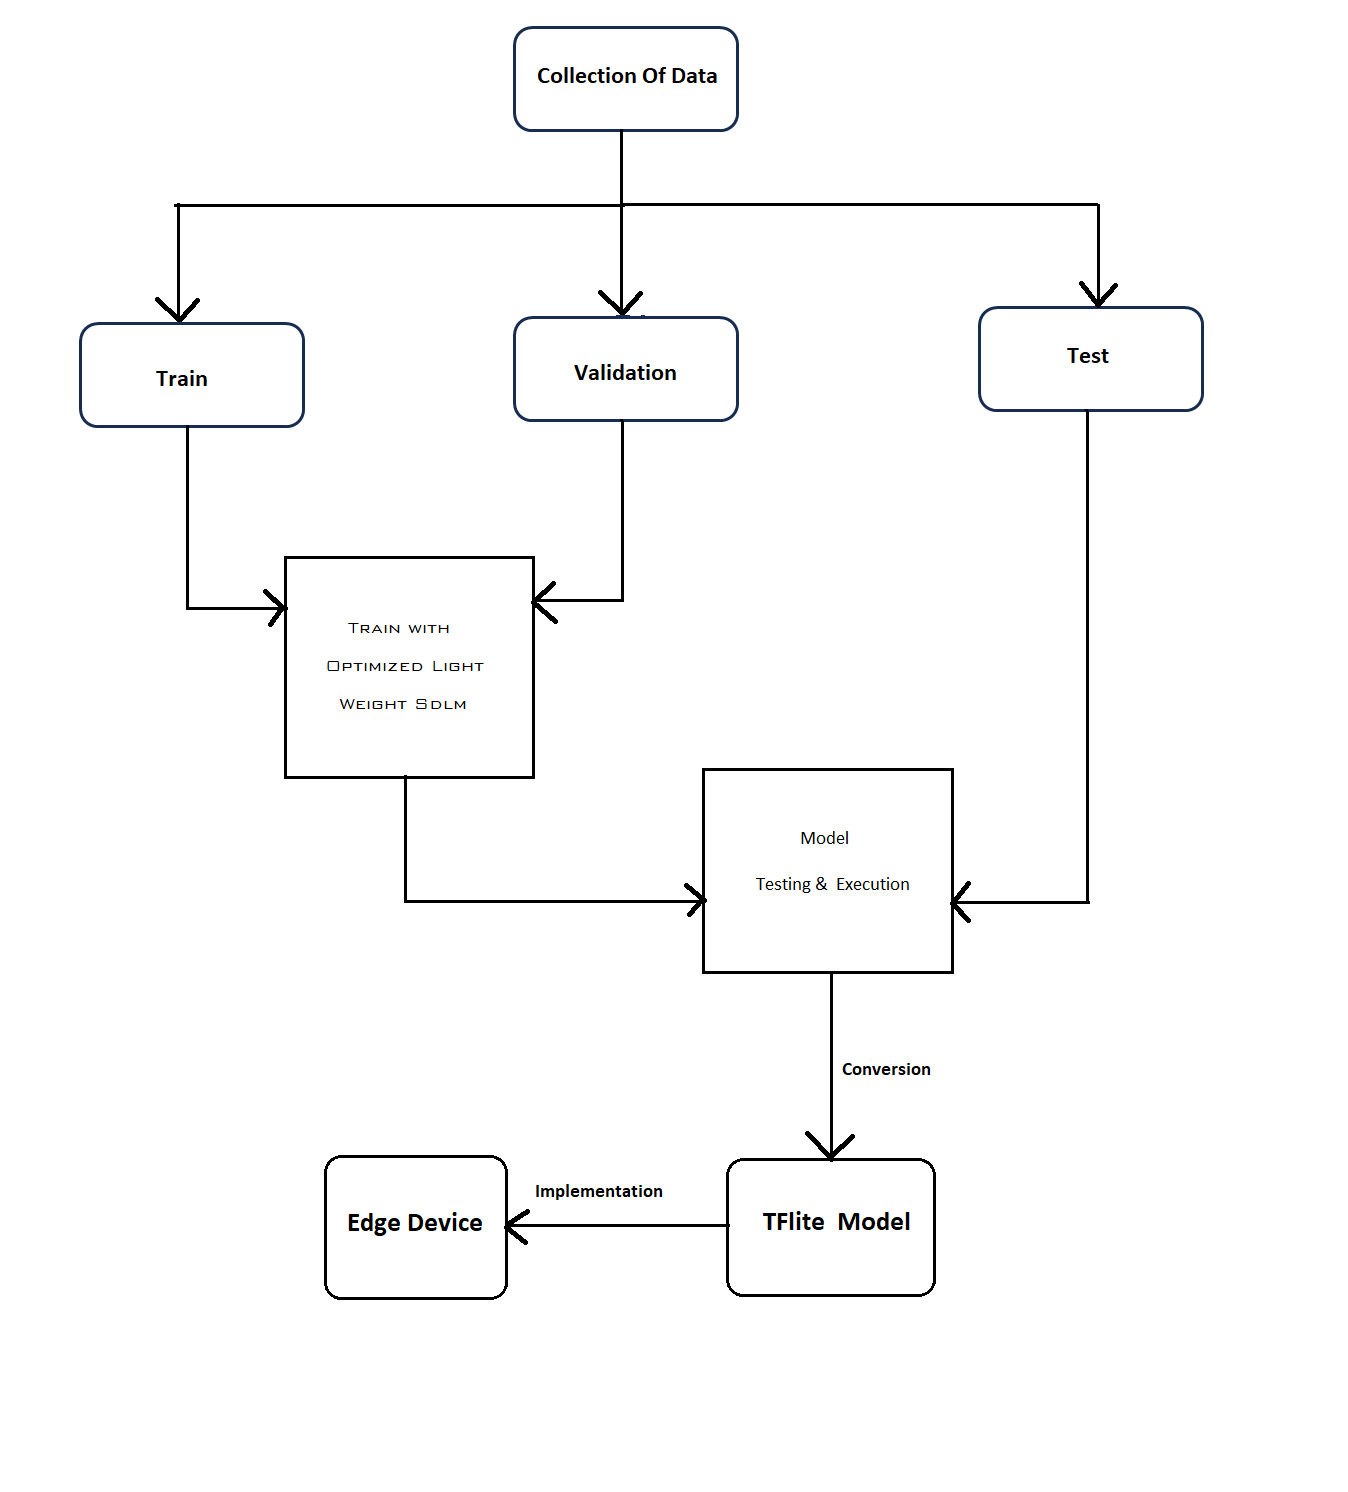 Collection Of Data
Train
Validation
Test
Train with
Optimized Light
Weight Sdlm
Model
Testing & Execution
Conversion
Implementation
Edge Device
TFlite Model